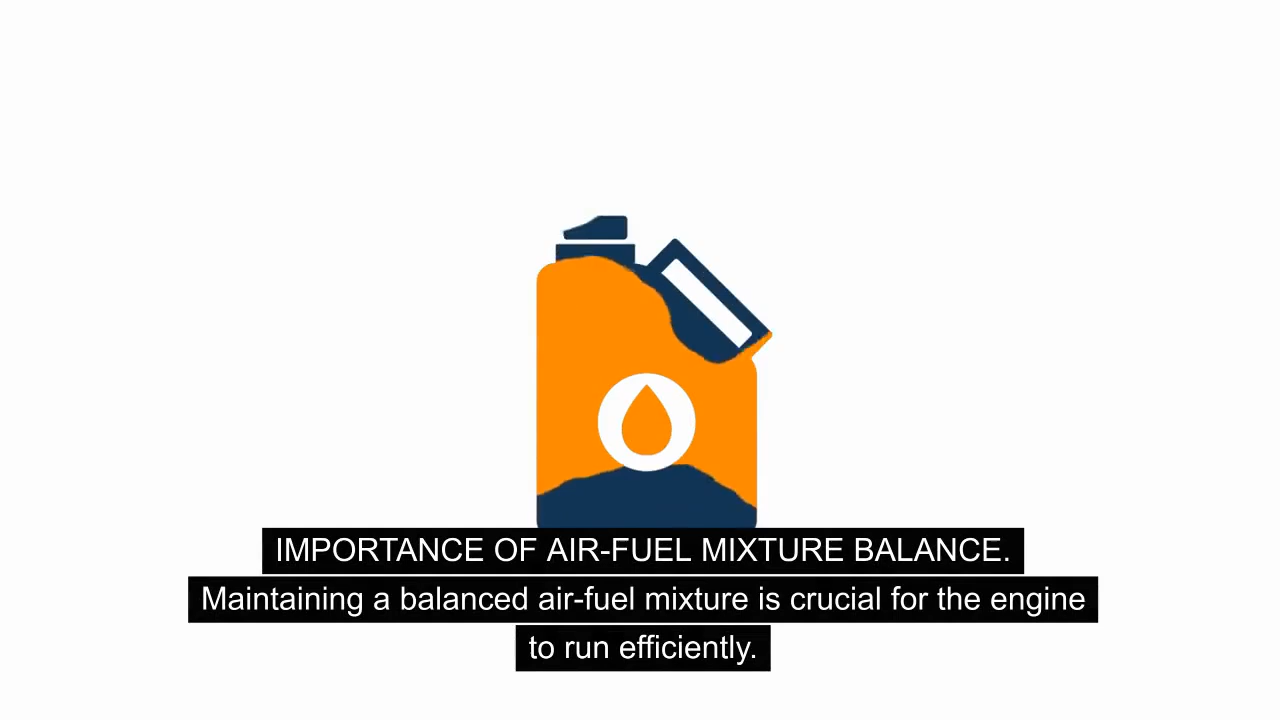 IMPORTANCE OF AIR-FUEL MIXTURE BALANCE.
Maintaining a balanced air-fuel mixture is crucial for the engine
to run efficiently.